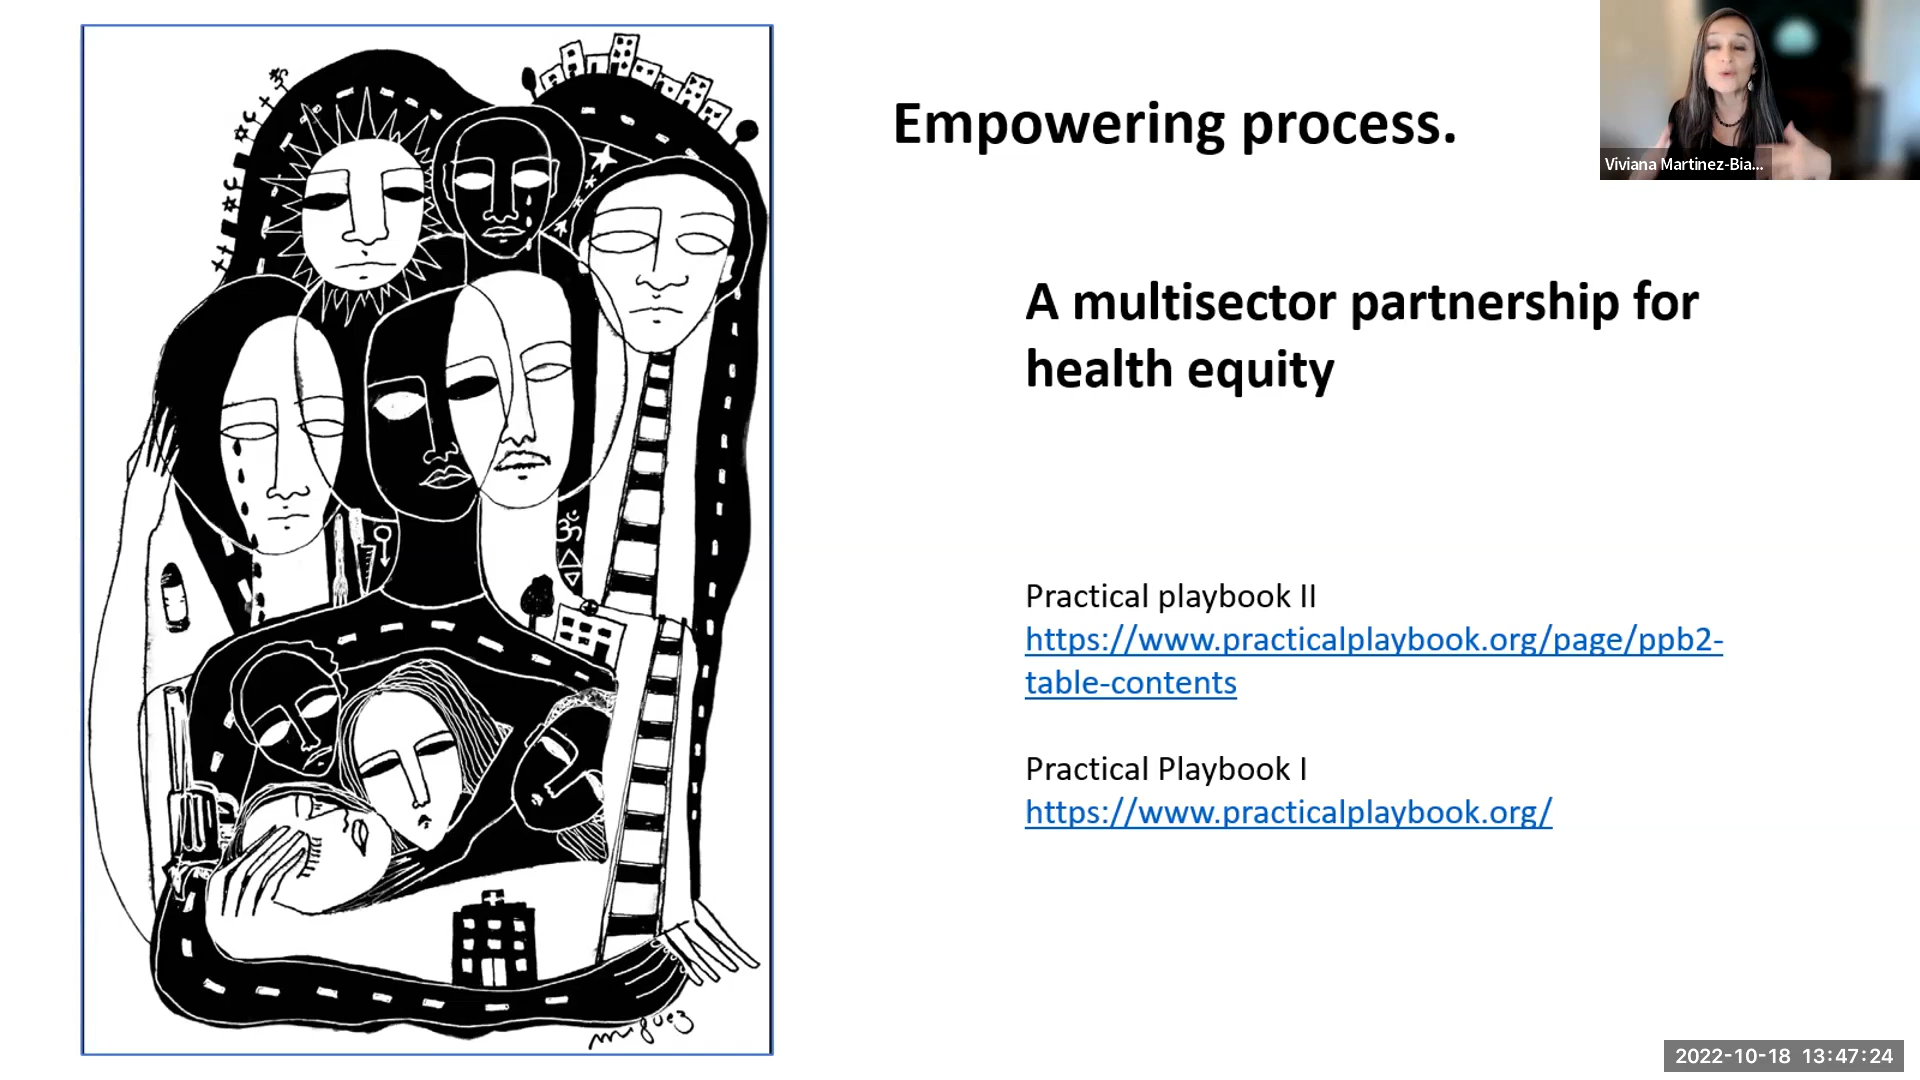 Empowering process.
Viviana Martinez-Bia...
A multisector partnership for
health equity
Practical playbook II
https://www.practicalplaybook.org/page/ppb2-
table-contents
Practical Playbook I
https://www.practicalplaybook.org/
miguez
2022-10-18 13:47:24